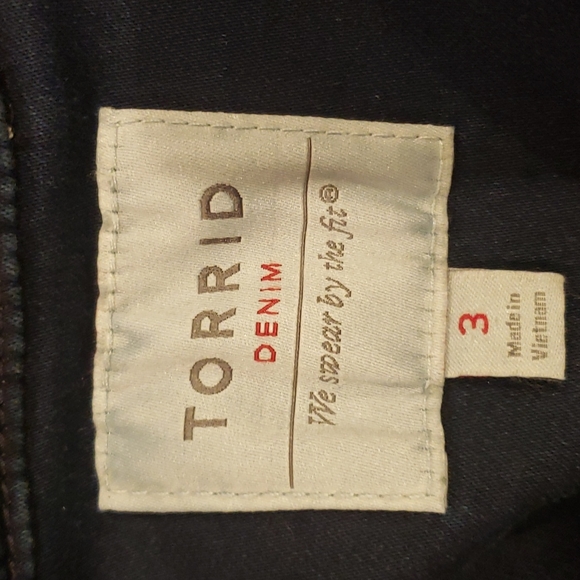 TORRID
DENIM
We swear by the fit®
3
Made in
Vietnam